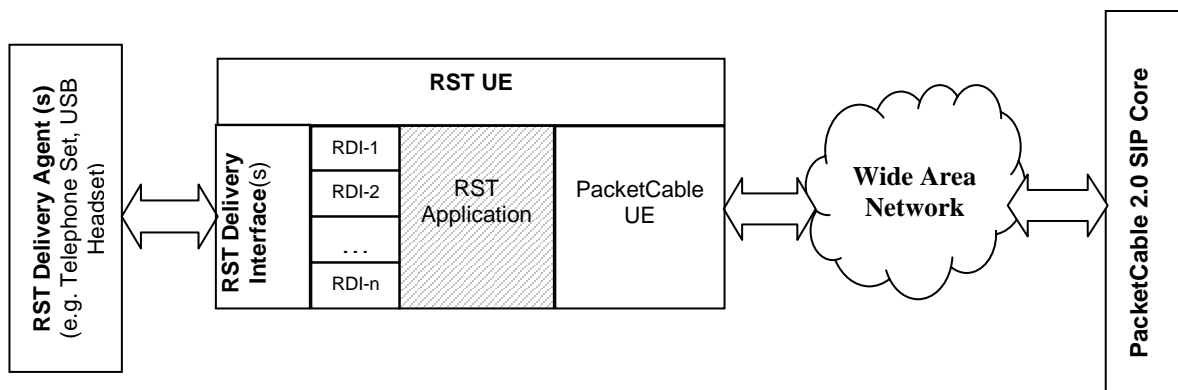 RST Delivery Agent (s)
(e.g. Telephone Set, USB
Headset)
RST UE
RST Delivery
Interface(s)
RDI-1
RDI-2
...
RDI-n
RST
Application
PacketCable
UE
Wide Area
Network
PacketCable 2.0 SIP Core